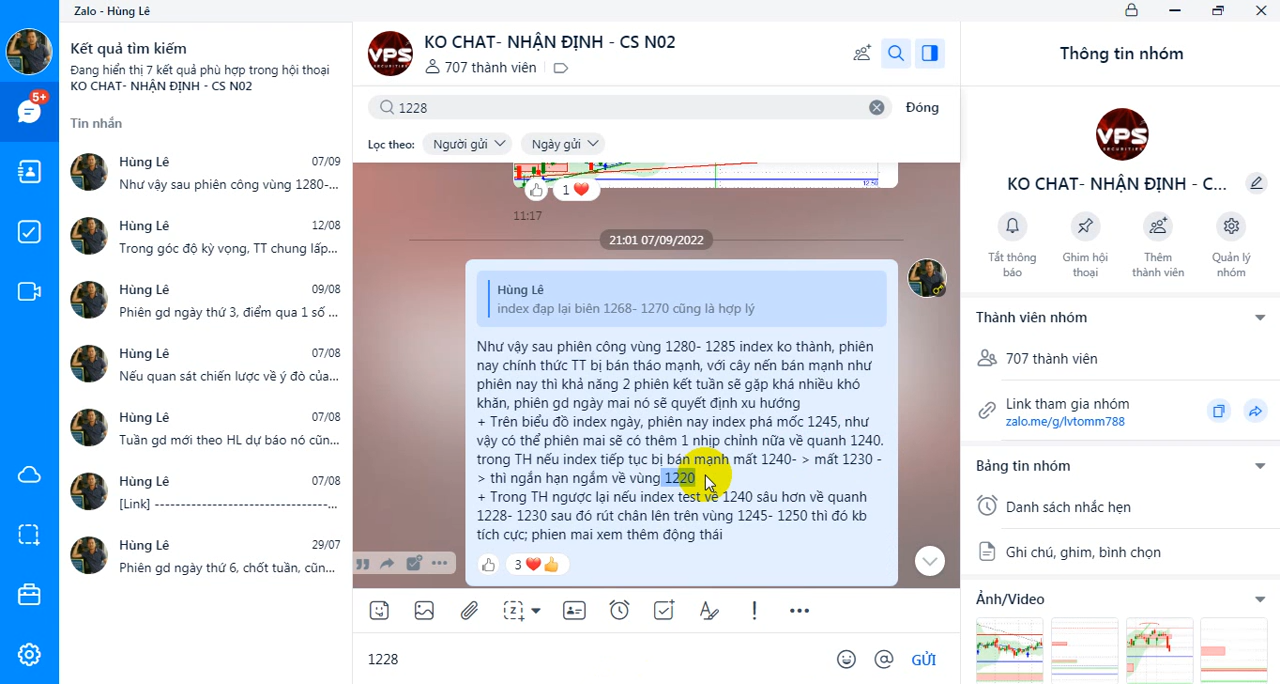 Zalo - Hùng Lê
5+
Kết quả tìm kiếm
Đang hiển thị 7 kết quả phù hợp trong hội thoại
KO CHAT- NHẬN ĐỊNH - CS N02
Tin nhắn
Hùng Lê 07/09
Như vậy sau phiên công vùng 1280-...
Hùng Lê 12/08
Trong góc độ kỳ vọng, TT chung lấp...
Hùng Lê 09/08
Phiên gd ngày thứ 3, điểm qua 1 số ...
Hùng Lê 07/08
Nếu quan sát chiến lược về ý đò của...
Hùng Lê 07/08
Tuần gd mới theo HL dự báo nó cũn...
Hùng Lê 07/08
[Link] --------------------------------...
Hùng Lê 29/07
Phiên gd ngày thứ 6, chốt tuần, cũn...
VPS
SECURITIES
KO CHAT- NHẬN ĐỊNH - CS N02
707 thành viên
1228
Đóng
Lọc theo: Người gửi Ngày gửi
12.50
1
11:17
21:01 07/09/2022
Hùng Lê
index đạp lại biên 1268- 1270 cũng là hợp lý
Như vậy sau phiên công vùng 1280- 1285 index ko thành, phiên
nay chính thức TT bị bán tháo mạnh, với cây nến bán mạnh như
phiên nay thì khả năng 2 phiên kết tuần sẽ gặp khá nhiều khó
khăn, phiên gd ngày mai nó sẽ quyết định xu hướng
+ Trên biểu đồ index ngày, phiên nay index phá mốc 1245, như
vậy có thể phiên mai sẽ có thêm 1 nhịp chỉnh nữa về quanh 1240.
trong TH nếu index tiếp tục bị bán mạnh mất 1240- > mất 1230 -
> thì ngắn hạn ngắm về vùng 1220
+ Trong TH ngược lại nếu index test về 1240 sâu hơn về quanh
1228- 1230 sau đó rút chân lên trên vùng 1245- 1250 thì đó kb
tích cực; phien mai xem thêm động thái
3
1228
GỬI
Thông tin nhóm
VPS
SECURITIES
KO CHAT- NHẬN ĐỊNH - C...
Tắt thông báo
Ghim hội thoại
Thêm thành viên
Quản lý nhóm
Thành viên nhóm
707 thành viên
Link tham gia nhóm
zalo.me/g/lvtomm788
Bảng tin nhóm
Danh sách nhắc hẹn
Ghi chú, ghim, bình chọn
Ảnh/Video